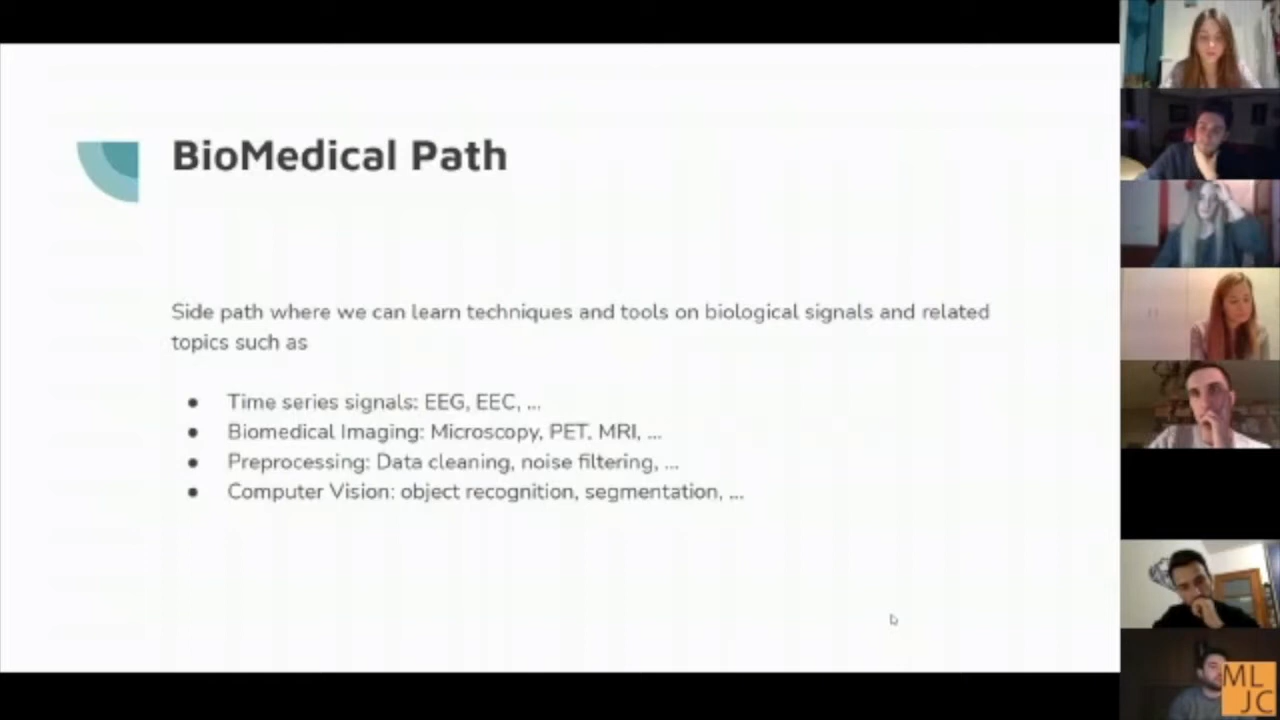 BioMedical Path
Side path where we can learn techniques and tools on biological signals and related
topics such as
● Time series signals: EEG, EEC, ...
● Biomedical Imaging: Microscopy, PET, MRI, ...
● Preprocessing: Data cleaning, noise filtering, ...
● Computer Vision: object recognition, segmentation, ...
ML
JC